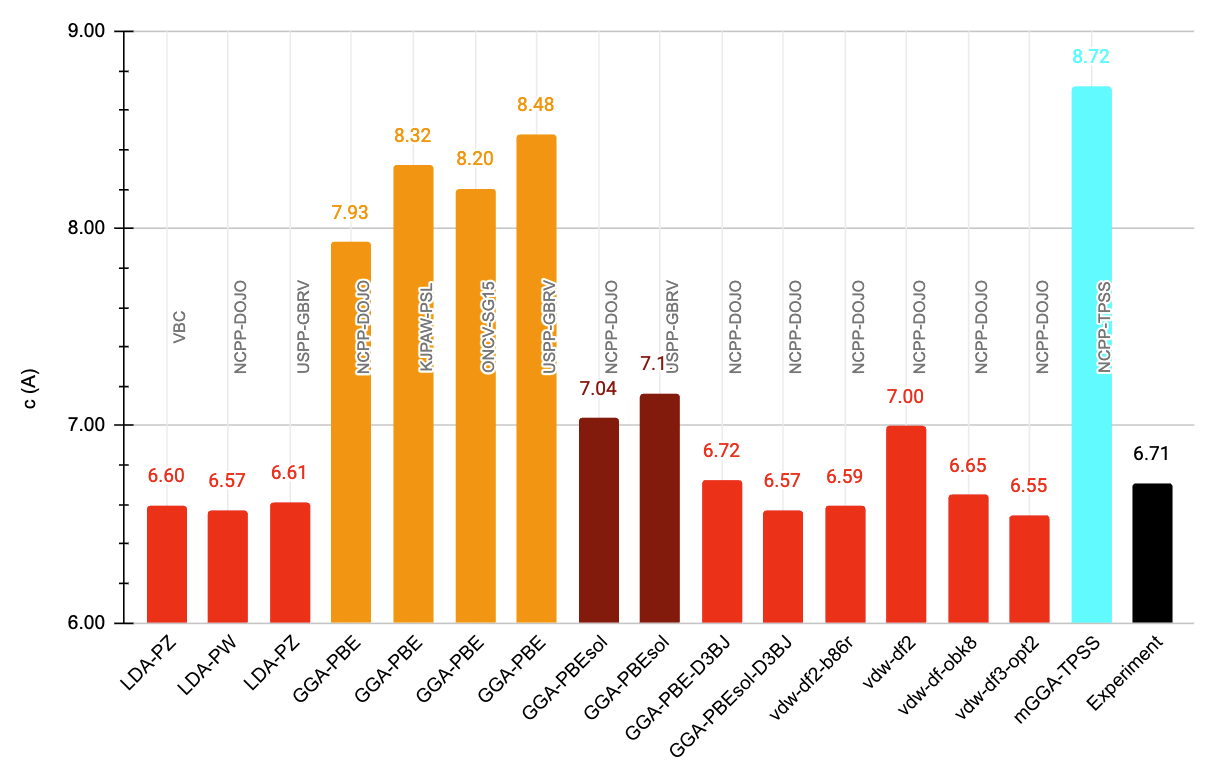 9.00
8.00
7.00
6.00
c (A)
6.60
6.57
6.61
7.93
8.32
8.20
8.48
7.04
6.72
6.57
6.59
7.00
6.65
6.55
8.72
6.71
VBC
NCPP-DOJO
USPP-GBRV
NCPP-DOJO
KJPAW-PSL
ONCV-SG15
USPP-GBRV
NCPP-DOJO
USPP-GBRV
NCPP-DOJO
NCPP-DOJO
NCPP-DOJO
NCPP-DOJO
NCPP-DOJO
NCPP-DOJO
NCPP-TPSS
LDA-PZ
LDA-PW
LDA-PZ
GGA-PBE
GGA-PBE
GGA-PBE
GGA-PBE
GGA-PBEsol
GGA-PBEsol
GGA-PBE-D3BJ
GGA-PBEsol-D3BJ
vdw-df2-b86r
vdw-df2
vdw-df-obk8
vdw-df3-opt2
mGGA-TPSS
Experiment